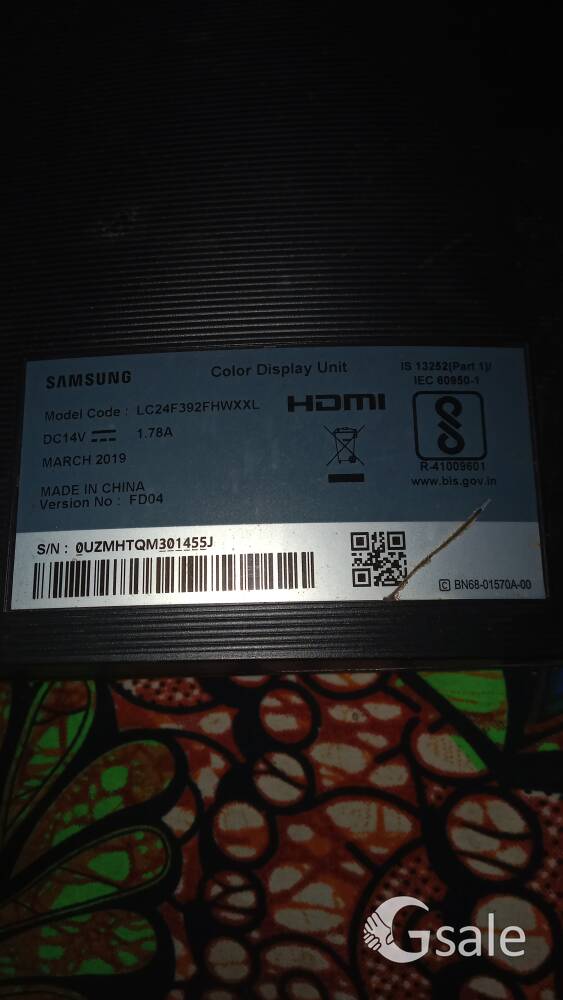 SAMSUNG
Color Display Unit
IS 13252(Part 1)/
IEC 60950-1
Model Code : LC24F392FHWXXL
HDMI
DC14V 1.78A
MARCH 2019
R-41009601
www.bis.gov.in
MADE IN CHINA
Version No : FD04
S/N : 0UZMHTQM301455J
© BN68-01570A-00
Gsale